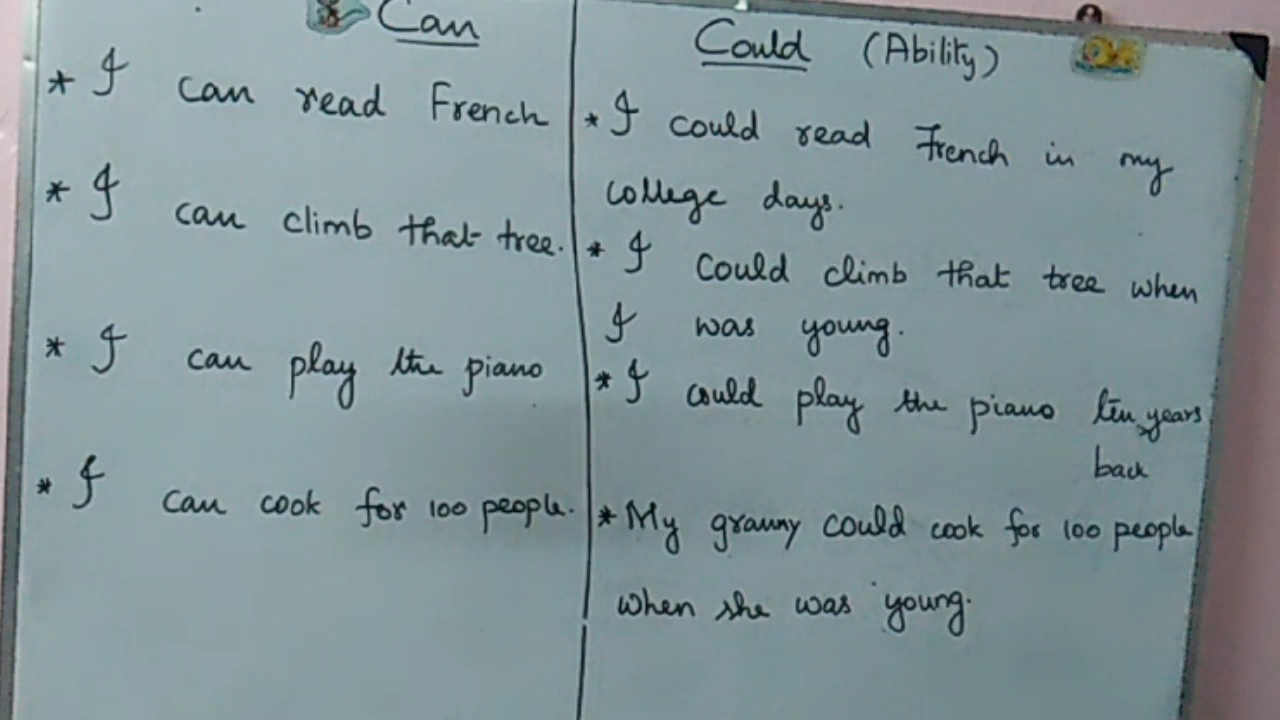 Can
* I can read French
* I can climb that tree.
* I can play the piano
* I can cook for 100 people.
Could (Ability)
* I could read French in my
college days.
* I could climb that tree when
I was young.
* I could play the piano ten years
back
* My granny could cook for 100 people
when she was young.